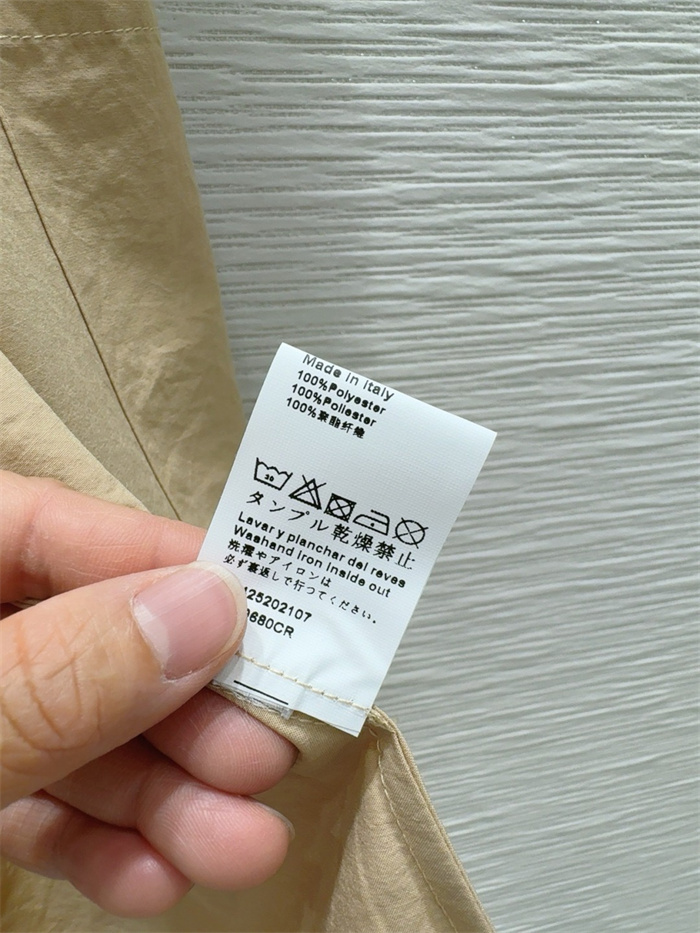 Made in italy
100%Polyester
100%Poliester
100%聚酯纤维
30
タンブル乾燥禁止
Lavar y planchar del reves
Washand iron inside out
洗濯やアイロンは
必ず裏返しで行ってください。
125202107
680CR